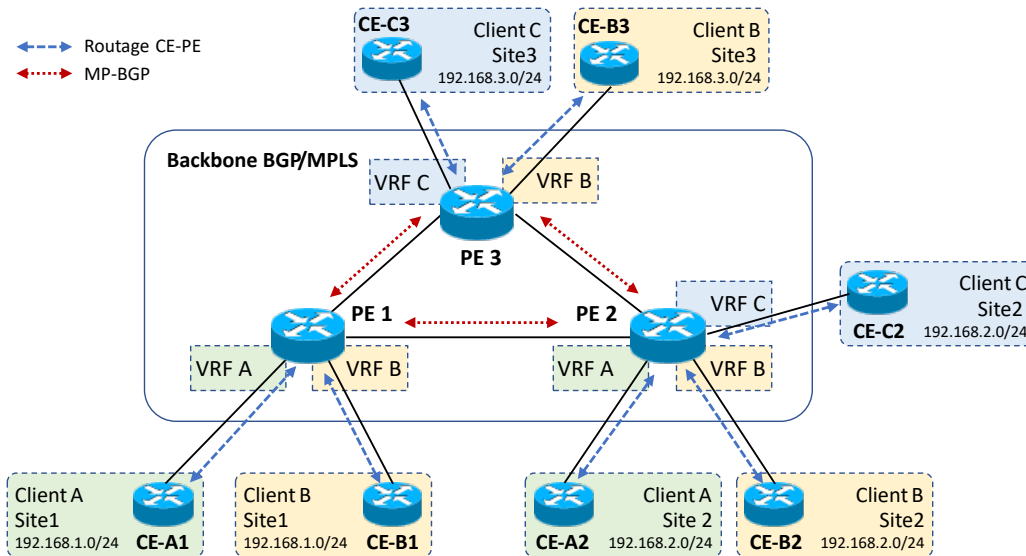 Routage CE-PE
MP-BGP
CE-C3
Client C
Site3
192.168.3.0/24
CE-B3
Client B
Site3
192.168.3.0/24
Backbone BGP/MPLS
VRF C
VRF B
PE 3
PE 1
PE 2
VRF C
Client C
Site2
CE-C2
192.168.2.0/24
VRF A
VRF B
VRF A
VRF B
Client A
Site1
192.168.1.0/24
CE-A1
Client B
Site1
192.168.1.0/24
CE-B1
Client A
Site 2
CE-A2
192.168.2.0/24
Client B
Site2
CE-B2
192.168.2.0/24